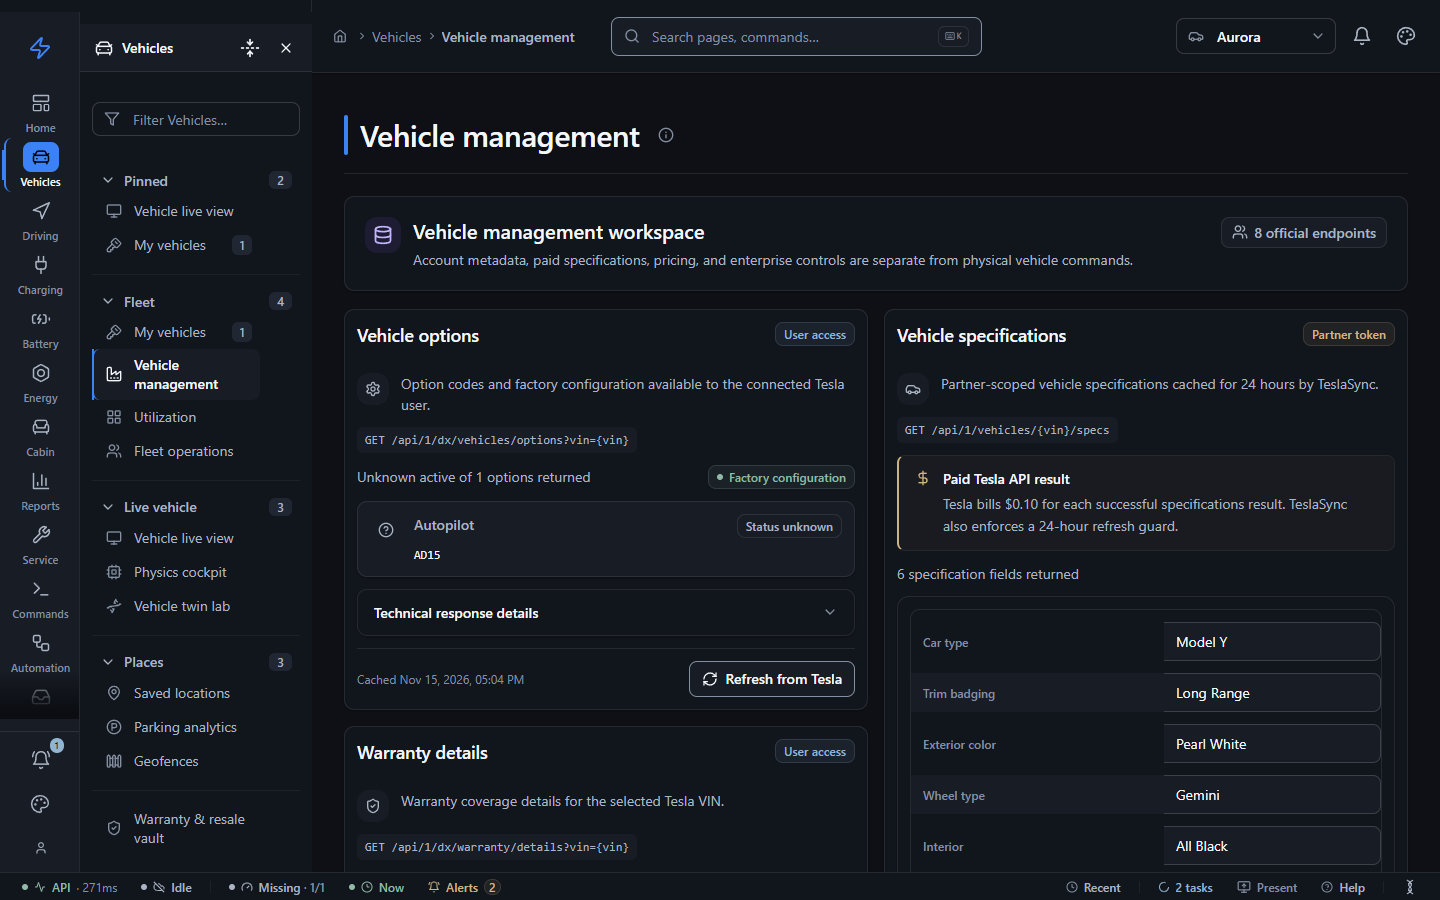 Vehicles
Vehicles
Vehicle management
Search pages, commands...
K
Aurora
Home
Vehicles
Driving
Charging
Battery
Energy
Cabin
Reports
Service
Commands
Automation
1
Filter Vehicles...
Pinned
2
Vehicle live view
My vehicles
1
Fleet
4
My vehicles
1
Vehicle
management
Utilization
Fleet operations
Live vehicle
3
Vehicle live view
Physics cockpit
Vehicle twin lab
Places
3
Saved locations
Parking analytics
Geofences
Warranty & resale
vault
Vehicle management
Vehicle management workspace
8 official endpoints
Account metadata, paid specifications, pricing, and enterprise controls are separate from physical vehicle commands.
Vehicle options
User access
Option codes and factory configuration available to the connected Tesla
user.
GET /api/1/dx/vehicles/options?vin={vin}
Unknown active of 1 options returned
Factory configuration
Autopilot
Status unknown
AD15
Technical response details
Cached Nov 15, 2026, 05:04 PM
Refresh from Tesla
Warranty details
User access
Warranty coverage details for the selected Tesla VIN.
GET /api/1/dx/warranty/details?vin={vin}
Vehicle specifications
Partner token
Partner-scoped vehicle specifications cached for 24 hours by TeslaSync.
GET /api/1/vehicles/{vin}/specs
Paid Tesla API result
Tesla bills $0.10 for each successful specifications result. TeslaSync
also enforces a 24-hour refresh guard.
6 specification fields returned
Car type
Model Y
Trim badging
Long Range
Exterior color
Pearl White
Wheel type
Gemini
Interior
All Black
API · 271ms
Idle
Missing · 1/1
Now
Alerts 2
Recent
2 tasks
Present
Help